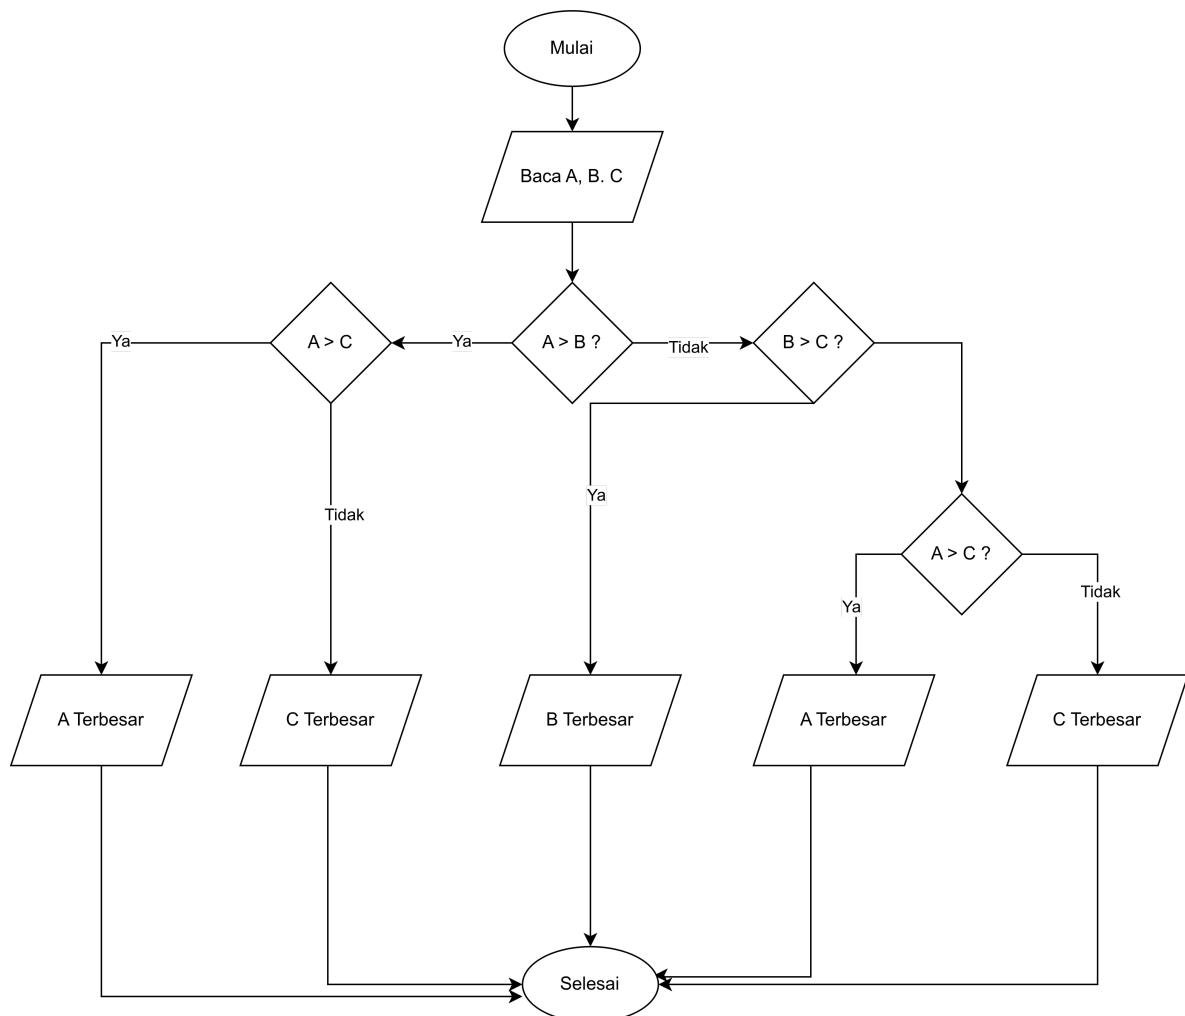 Mulai
Baca A, B. C
A > C
Ya
A > B ?
Tidak
B > C ?
Ya
Tidak
Ya
A > C ?
Ya
Tidak
A Terbesar
C Terbesar
B Terbesar
A Terbesar
C Terbesar
Selesai